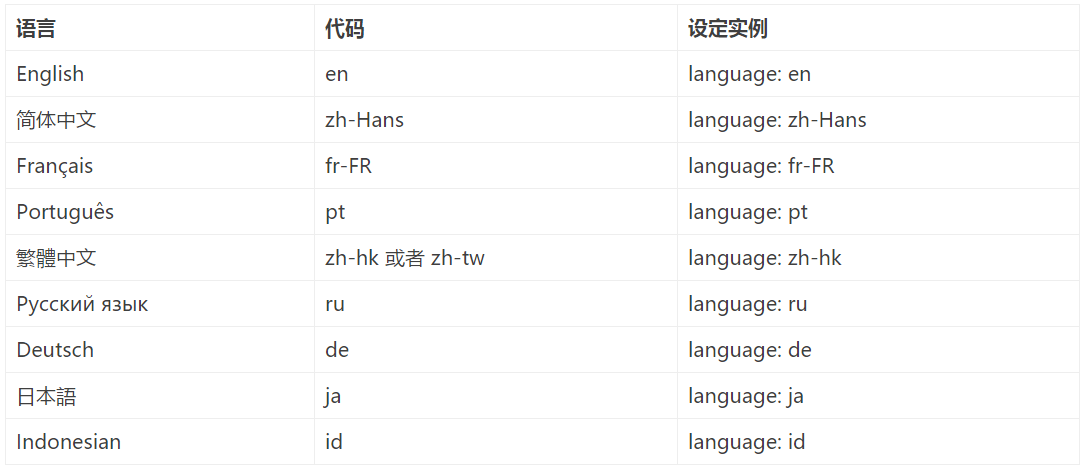 语言 代码 设定实例
English en language: en
简体中文 zh-Hans language: zh-Hans
Français fr-FR language: fr-FR
Português pt language: pt
繁體中文 zh-hk 或者 zh-tw language: zh-hk
Русский язык ru language: ru
Deutsch de language: de
日本語 ja language: ja
Indonesian id language: id